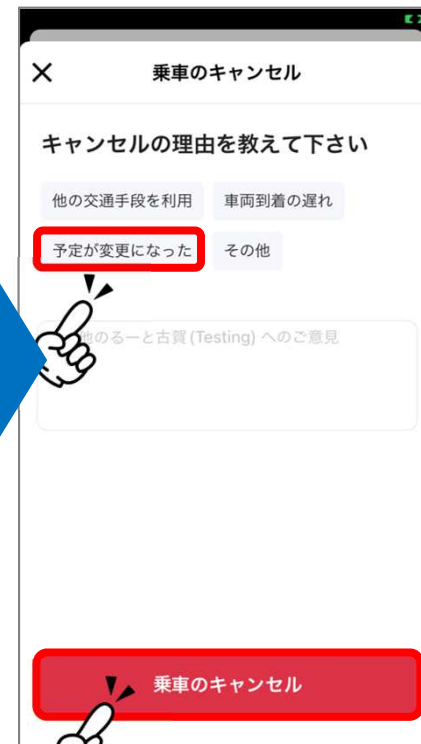 乗車のキャンセル
キャンセルの理由を教えて下さい
他の交通手段を利用 車両到着の遅れ
予定が変更になった その他
のるーと古賀 (Testing) へのご意見
乗車のキャンセル